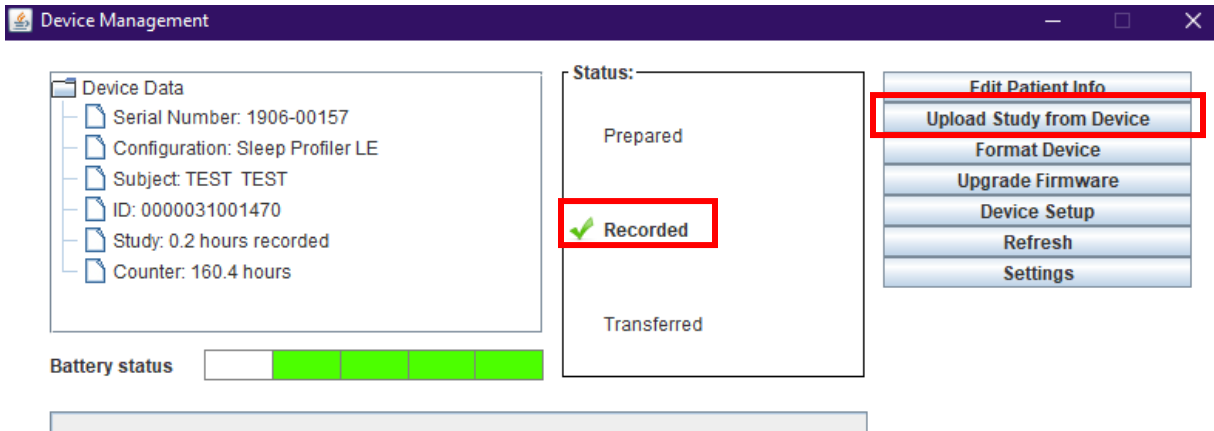 Device Management
Device Data
Serial Number: 1906-00157
Configuration: Sleep Profiler LE
Subject: TEST  TEST
ID: 0000031001470
Study: 0.2 hours recorded
Counter: 160.4 hours
Battery status
Status:
Prepared
Recorded
Transferred
Edit Patient Info
Upload Study from Device
Format Device
Upgrade Firmware
Device Setup
Refresh
Settings